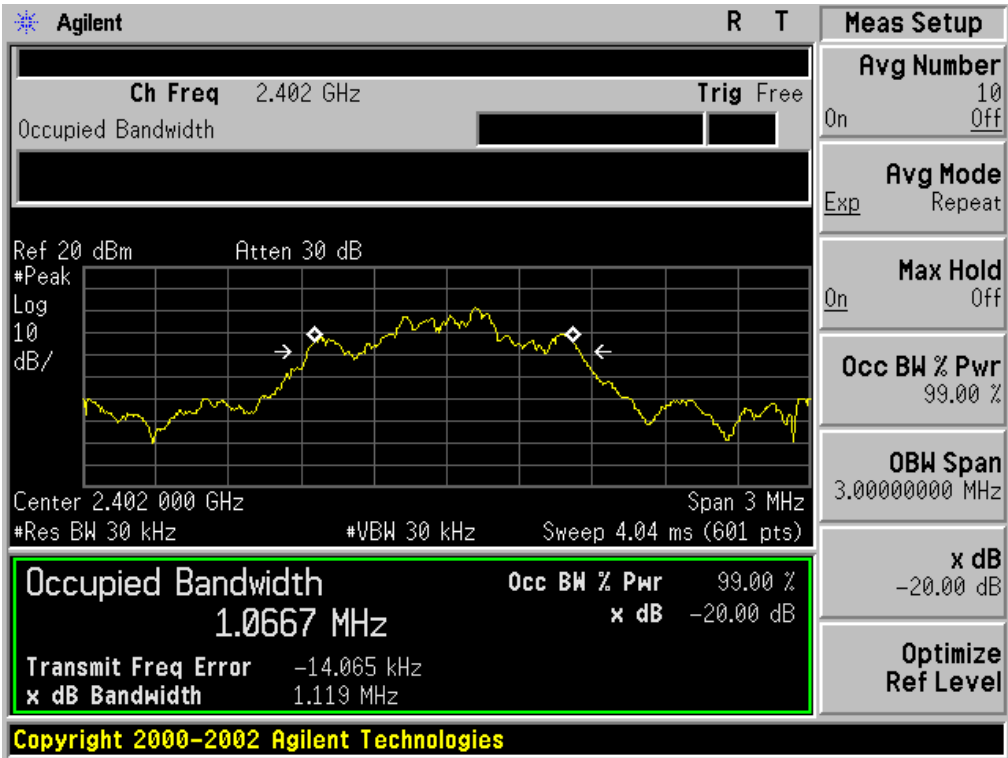 Agilent R T
Meas Setup
Ch Freq 2.402 GHz Trig Free
Occupied Bandwidth
Ref 20 dBm Atten 30 dB
#Peak
Log
10
dB/
Center 2.402 000 GHz Span 3 MHz
#Res BW 30 kHz #VBW 30 kHz Sweep 4.04 ms (601 pts)
Occupied Bandwidth Occ BW % Pwr 99.00 %
1.0667 MHz x dB -20.00 dB
Transmit Freq Error -14.065 kHz
x dB Bandwidth 1.119 MHz
Avg Number
10
On Off
Avg Mode
Exp Repeat
Max Hold
On Off
Occ BW % Pwr
99.00 %
OBW Span
3.00000000 MHz
x dB
-20.00 dB
Optimize
Ref Level
Copyright 2000-2002 Agilent Technologies